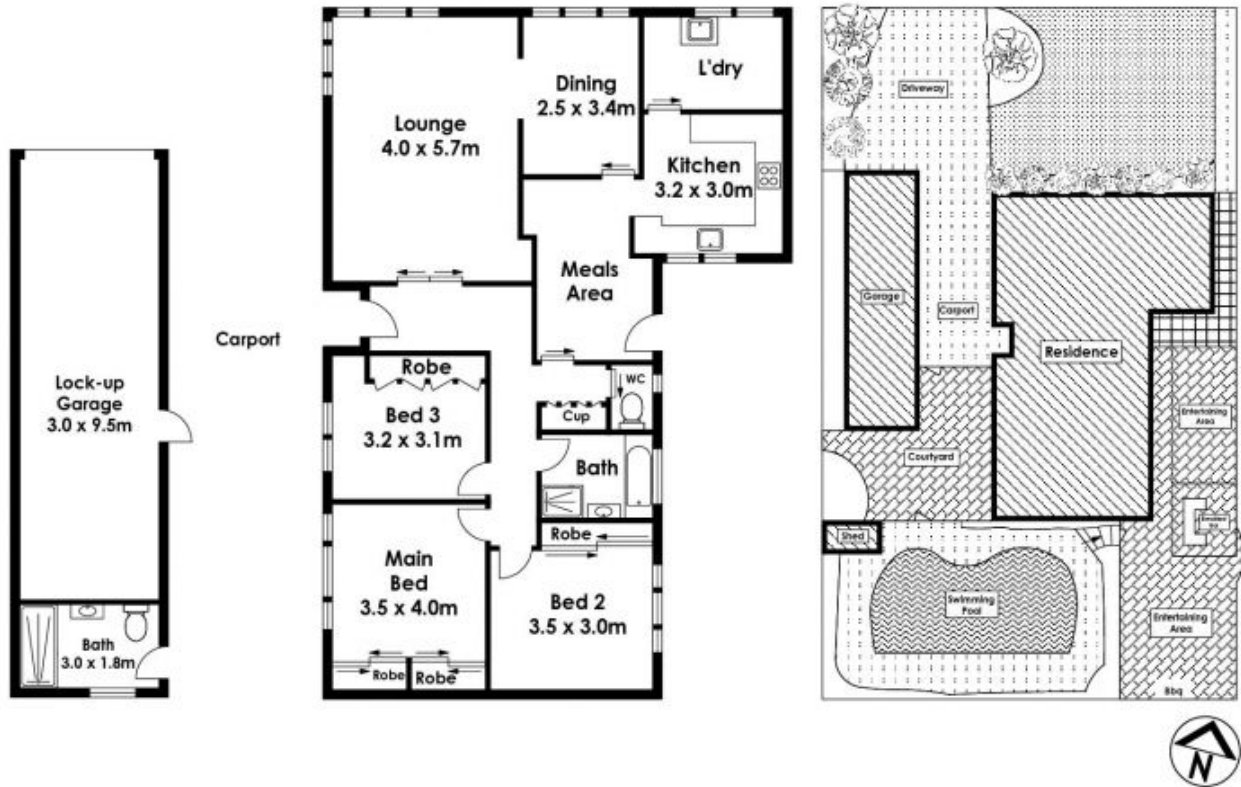 Lock-up
Garage
3.0 x 9.5m
Bath
3.0 x 1.8m
Carport
Lounge
4.0 x 5.7m
Dining
2.5 x 3.4m
L'dry
Kitchen
3.2 x 3.0m
Meals
Area
Robe
Bed 3
3.2 x 3.1m
WC
Cup
Bath
Robe
Main
Bed
3.5 x 4.0m
Bed 2
3.5 x 3.0m
Robe
Robe
Driveway
Garage
Carport
Residence
Entertaining
Area
Courtyard
Shed
Swimming
Pool
Entertaining
Area
Bbq
N